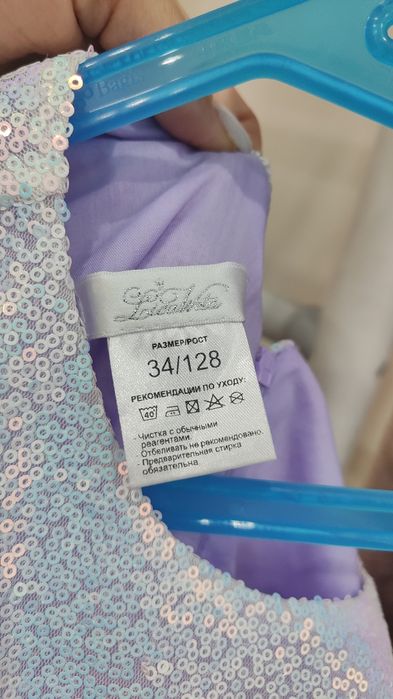 РАЗМЕР/РОСТ
34/128
РЕКОМЕНДАЦИИ ПО УХОДУ:
40
- Чистка с обычными
реагентами.
Отбеливать не рекомендовано.
- Предварительная стирка
обязательна.